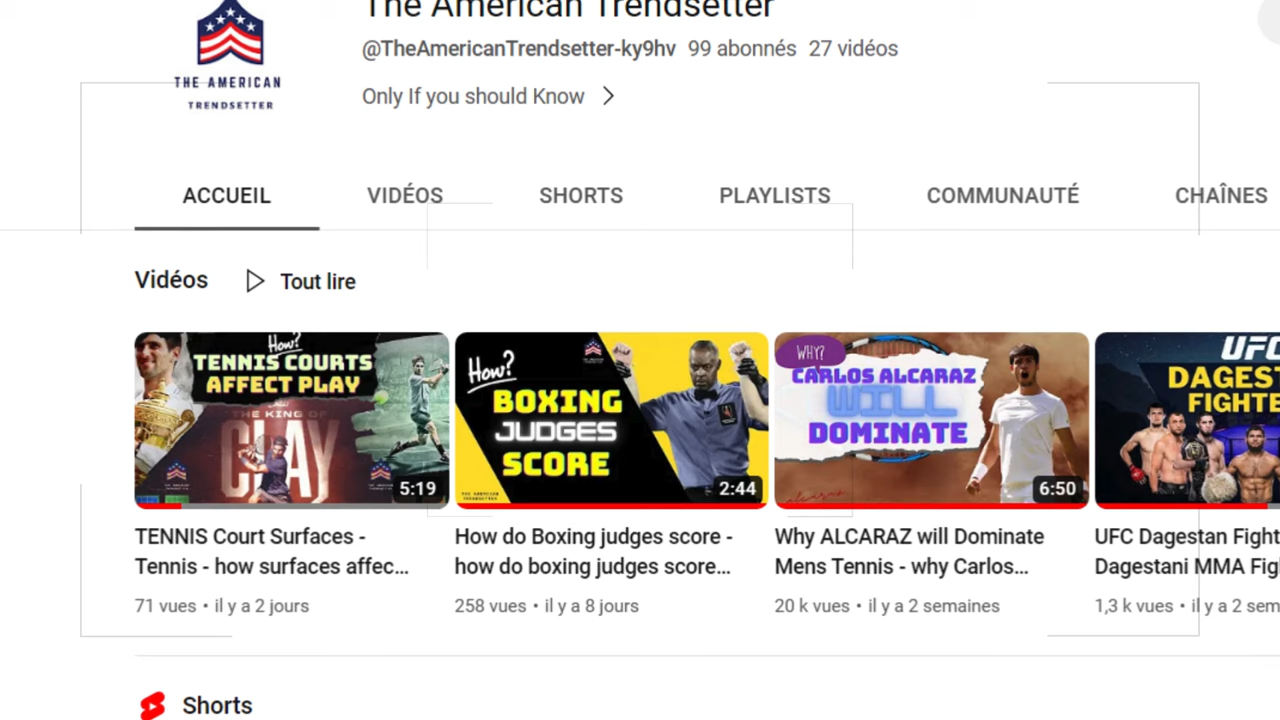 The American Trendsetter
THE AMERICAN
TRENDSETTER
@TheAmericanTrendsetter-ky9hv 99 abonnés 27 vidéos
Only If you should Know
ACCUEIL VIDÉOS SHORTS PLAYLISTS COMMUNAUTÉ CHAÎNES
Vidéos Tout lire
How?
TENNIS COURTS
AFFECT PLAY
THE KING OF
CLAY
5:19
How?
BOXING
JUDGES
SCORE
THE AMERICAN
TRENDSETTER
2:44
WHY?
CARLOS ALCARAZ
WILL
DOMINATE
alcaraz
6:50
UFC
DAGEST
FIGHTE
TENNIS Court Surfaces -
Tennis - how surfaces affec...
71 vues • il y a 2 jours
How do Boxing judges score -
how do boxing judges score...
258 vues • il y a 8 jours
Why ALCARAZ will Dominate
Mens Tennis - why Carlos...
20 k vues • il y a 2 semaines
UFC Dagestan Fight
Dagestani MMA Figh
1,3 k vues • il y a 2 sem
Shorts